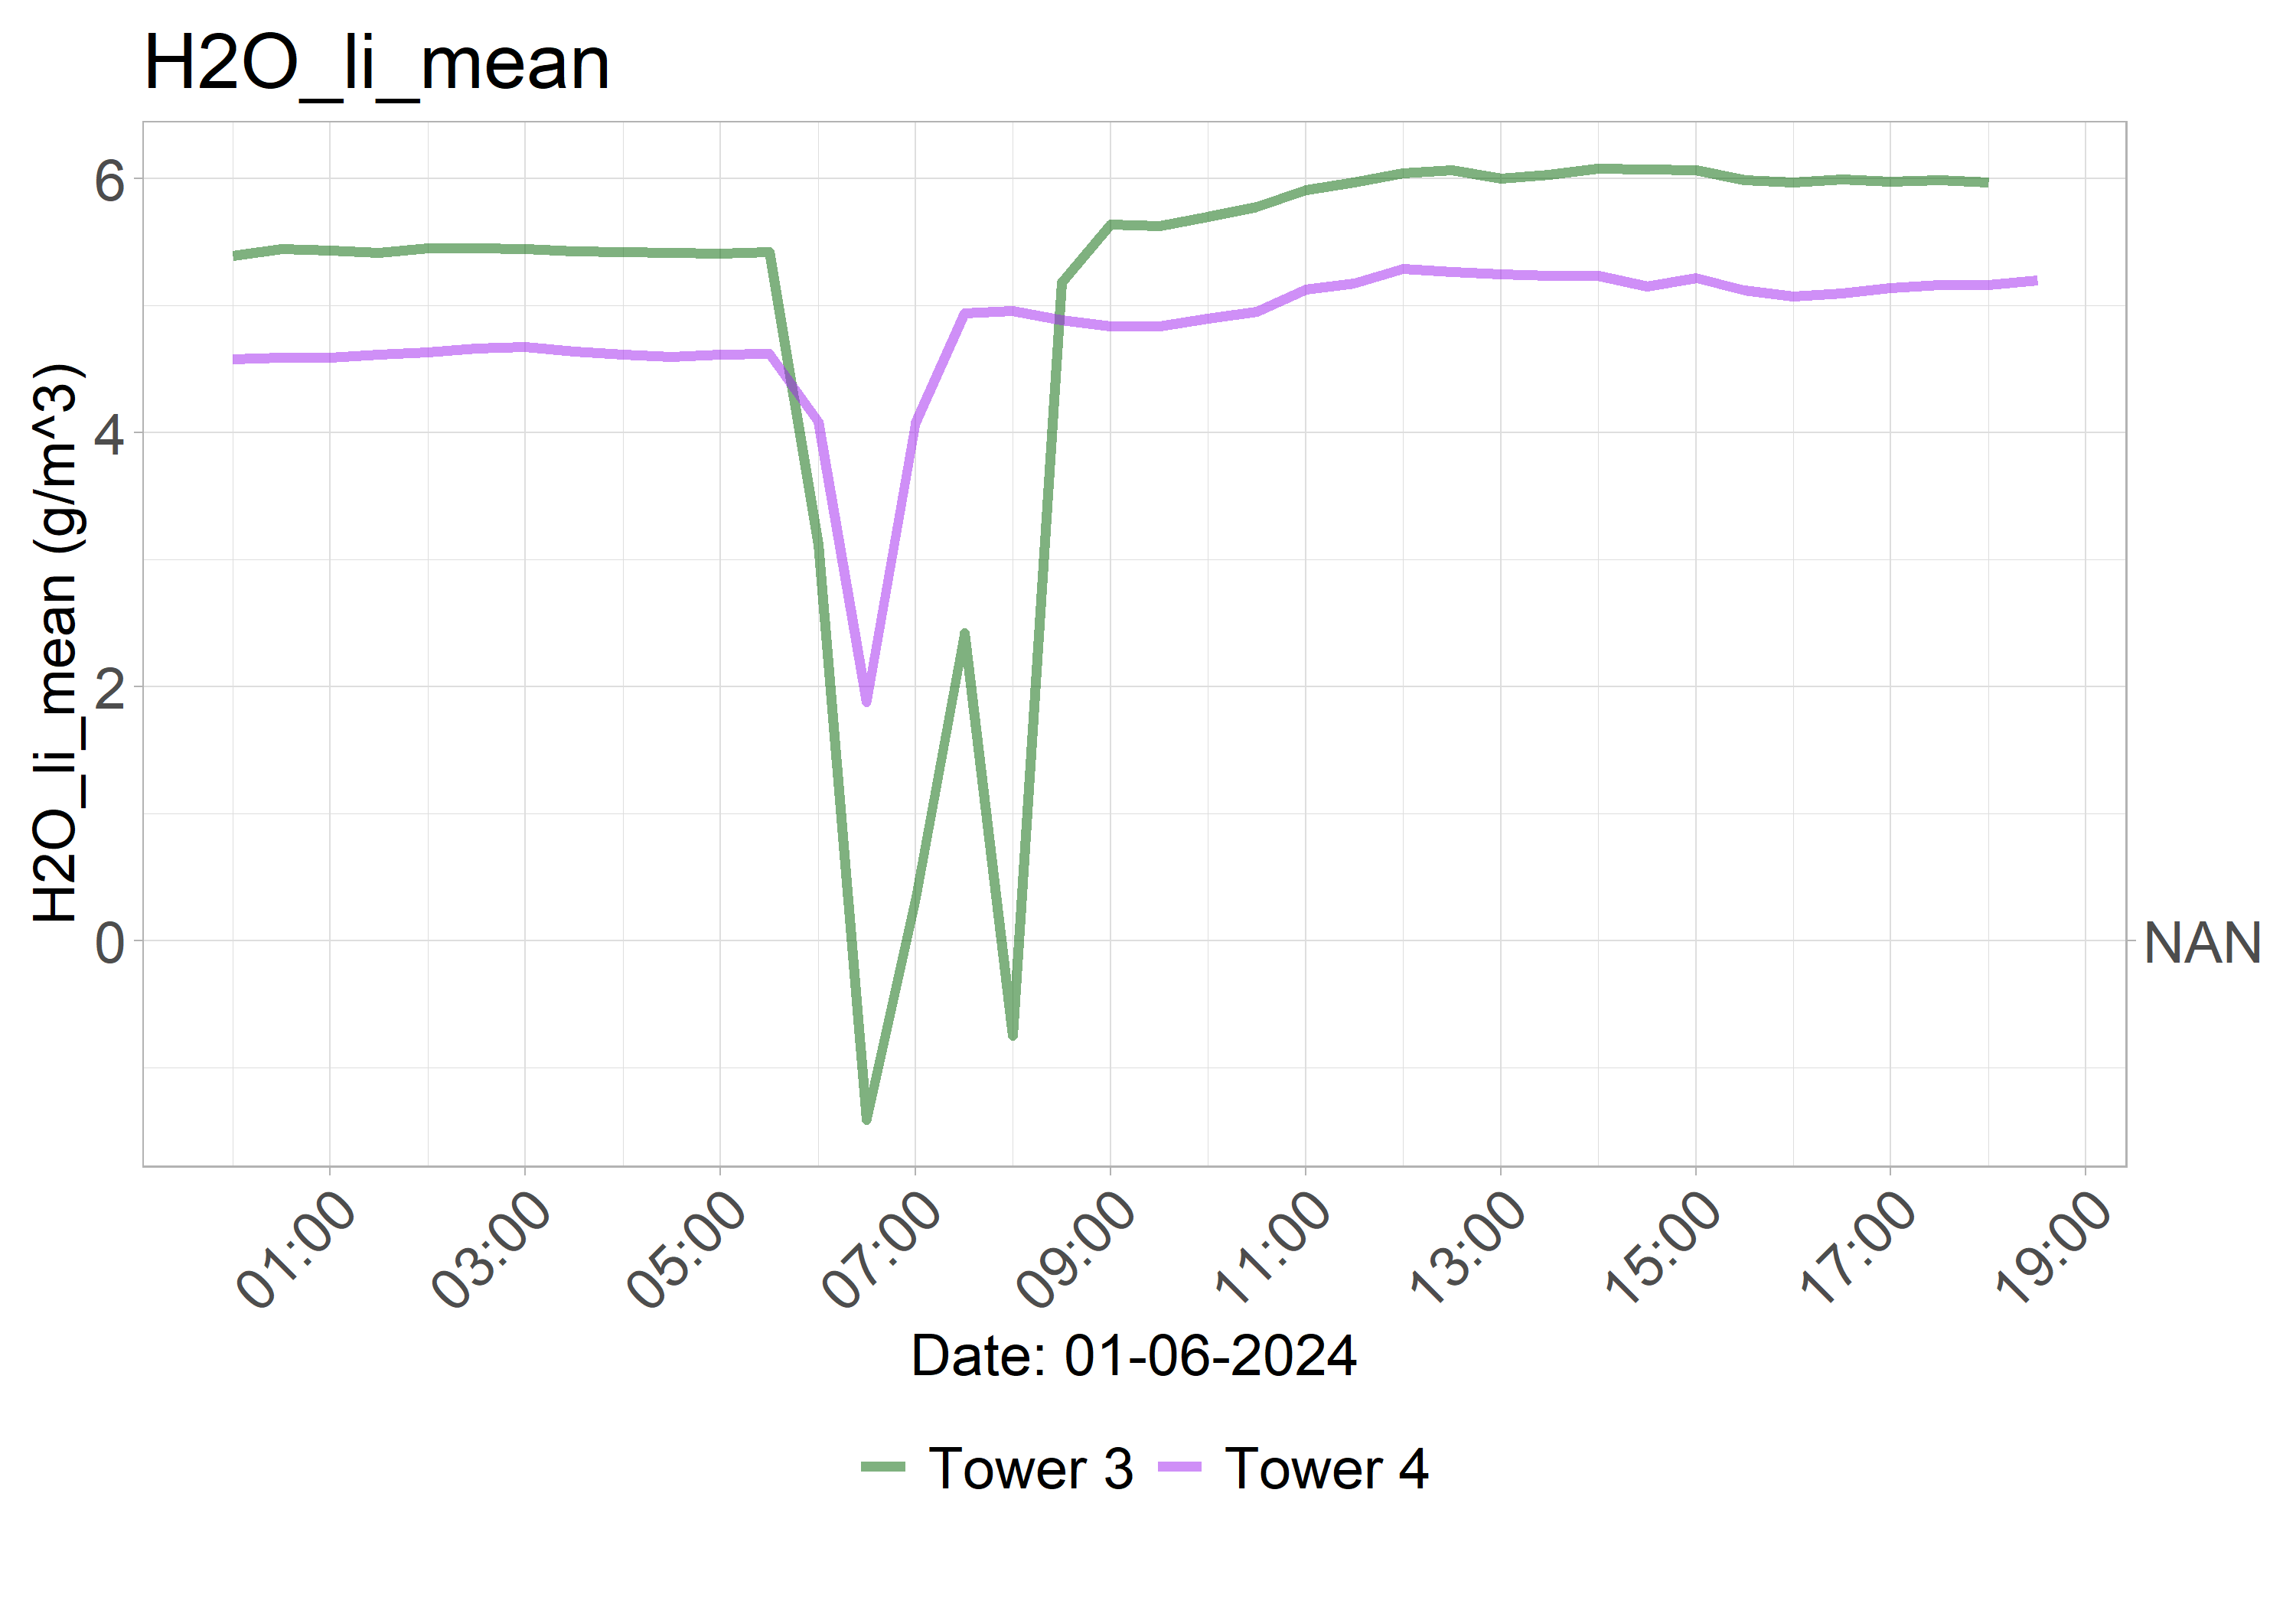 H2O_li_mean
H2O_li_mean (g/m^3)
6
4
2
0
NAN
01:00 03:00 05:00 07:00 09:00 11:00 13:00 15:00 17:00 19:00
Date: 01-06-2024
Tower 3 Tower 4